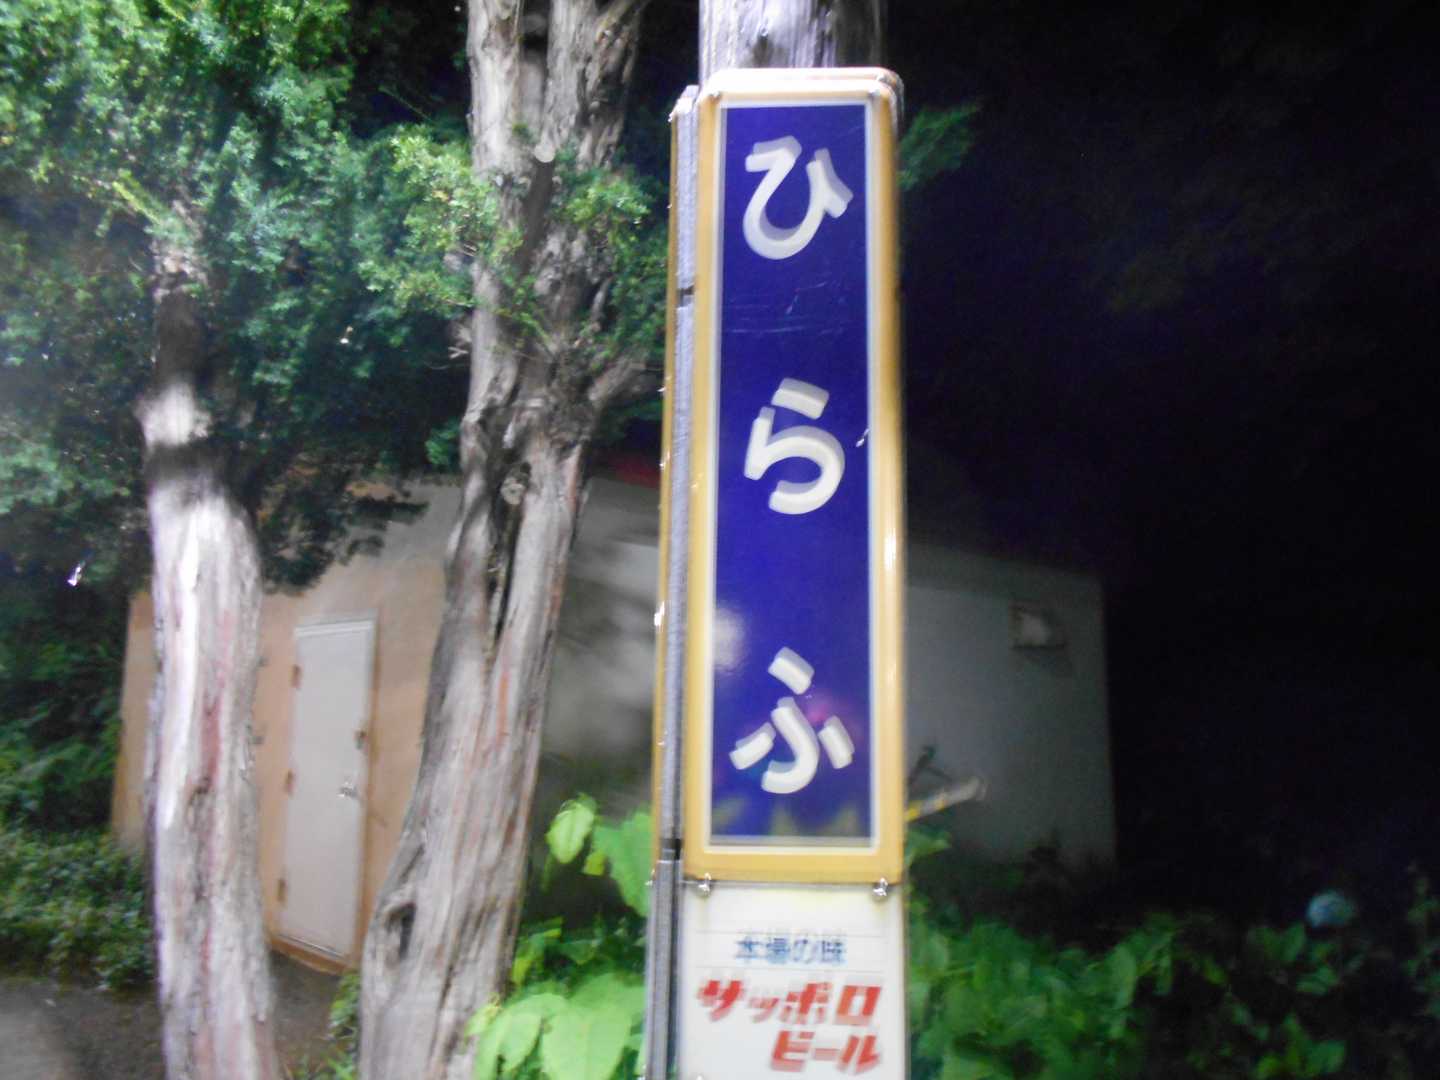 ひらふ
本場の味
サッポロ
ビール